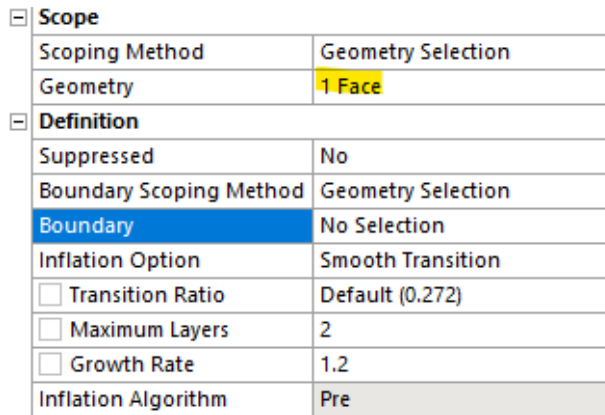 Scope
Scoping Method Geometry Selection
Geometry 1 Face
Definition
Suppressed No
Boundary Scoping Method Geometry Selection
Boundary No Selection
Inflation Option Smooth Transition
Transition Ratio Default (0.272)
Maximum Layers 2
Growth Rate 1.2
Inflation Algorithm Pre